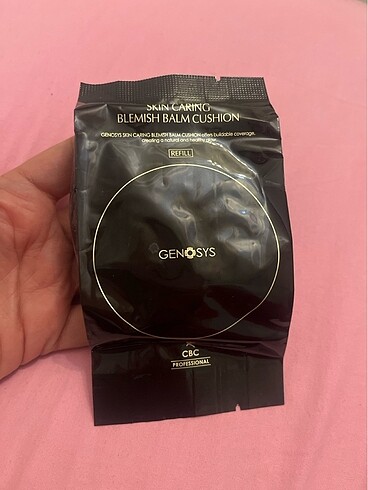 SKIN CARING
BLEMISH BALM CUSHION
GENOSYS SKIN CARING BLEMISH BALM CUSHION offers buildable coverage,
creating a natural and healthy glow.
REFILL
GENOSYS
CBC
PROFESSIONAL